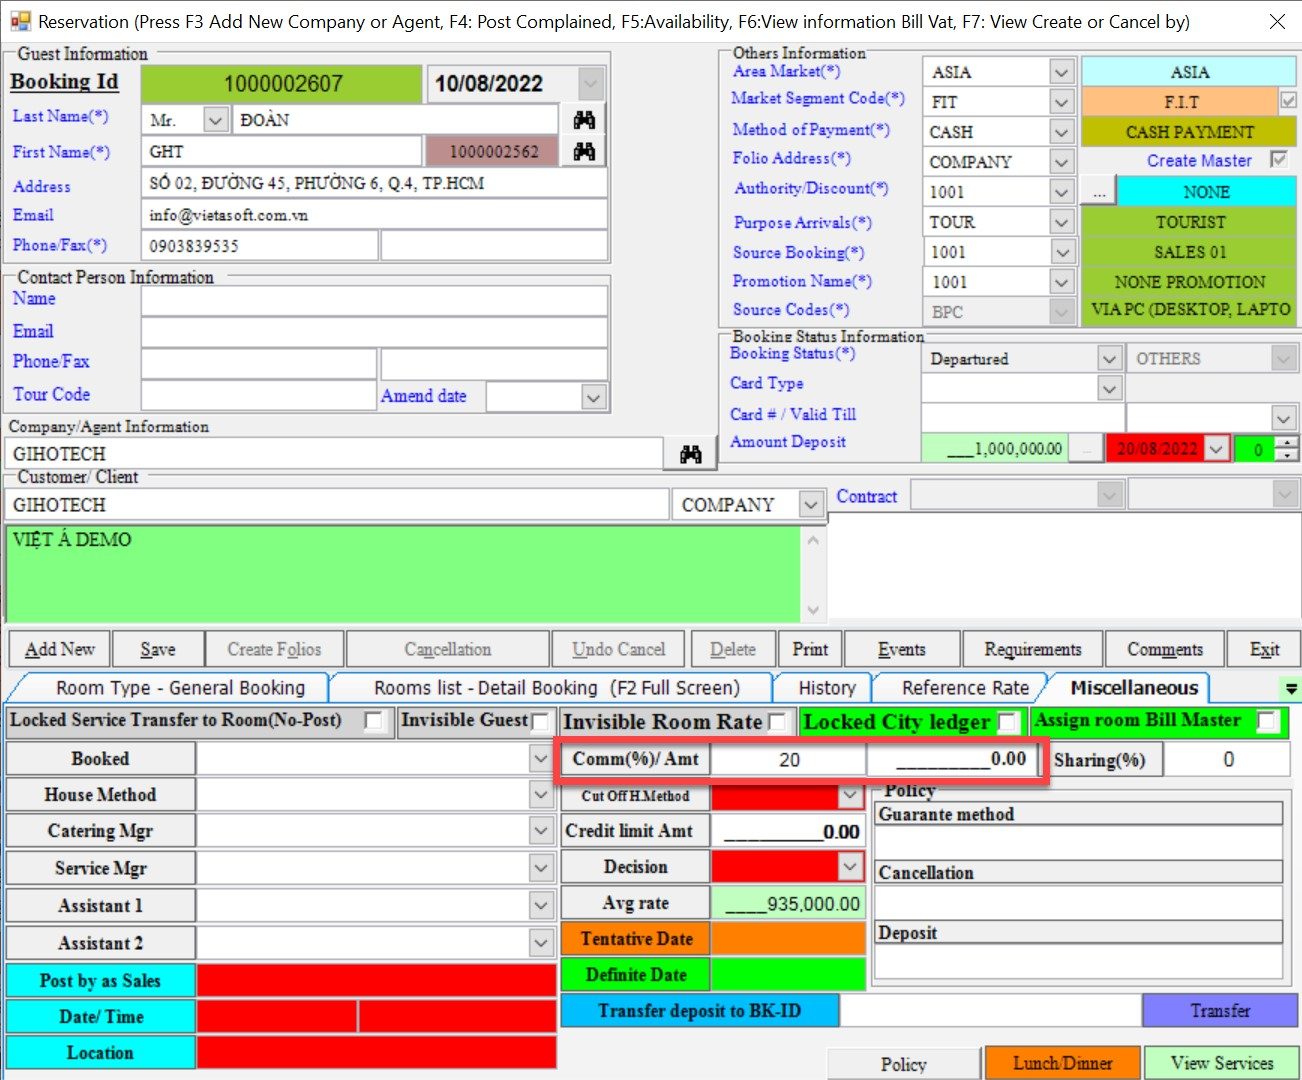 Reservation (Press F3 Add New Company or Agent, F4: Post Complained, F5:Availability, F6:View information Bill Vat, F7: View Create or Cancel by)
Guest Information
Booking Id 1000002607 10/08/2022
Last Name(*) Mr. ĐOÀN
First Name(*) GHT 1000002562
Address SỐ 02, ĐƯỜNG 45, PHƯỜNG 6, Q.4, TP.HCM
Email info@vietasoft.com.vn
Phone/Fax(*) 0903839535
Contact Person Information
Name
Email
Phone/Fax
Tour Code Amend date
Company/Agent Information
GIHOTECH
Customer/ Client
GIHOTECH COMPANY
VIỆT Á DEMO
Others Information
Area Market(*) ASIA ASIA
Market Segment Code(*) FIT F.I.T
Method of Payment(*) CASH CASH PAYMENT
Folio Address(*) COMPANY Create Master
Authority/Discount(*) 1001 ... NONE
Purpose Arrivals(*) TOUR TOURIST
Source Booking(*) 1001 SALES 01
Promotion Name(*) 1001 NONE PROMOTION
Source Codes(*) BPC VIA PC (DESKTOP, LAPTO
Booking Status Information
Booking Status(*) Departured OTHERS
Card Type
Card # / Valid Till
Amount Deposit ___1,000,000.00 ... 20/08/2022 0
Contract
Add New Save Create Folios Cancellation Undo Cancel Delete Print Events Requirements Comments Exit
Room Type - General Booking Rooms list - Detail Booking (F2 Full Screen) History Reference Rate Miscellaneous
Locked Service Transfer to Room(No-Post) Invisible Guest Invisible Room Rate Locked City ledger Assign room Bill Master
Booked Comm(%)/ Amt 20 _________0.00 Sharing(%) 0
House Method Cut Off H.Method Policy
Catering Mgr Credit limit Amt _________0.00 Guarante method
Service Mgr Decision Cancellation
Assistant 1 Avg rate ____935,000.00
Assistant 2 Tentative Date Deposit
Post by as Sales Definite Date
Date/ Time Transfer deposit to BK-ID Transfer
Location
Policy Lunch/Dinner View Services